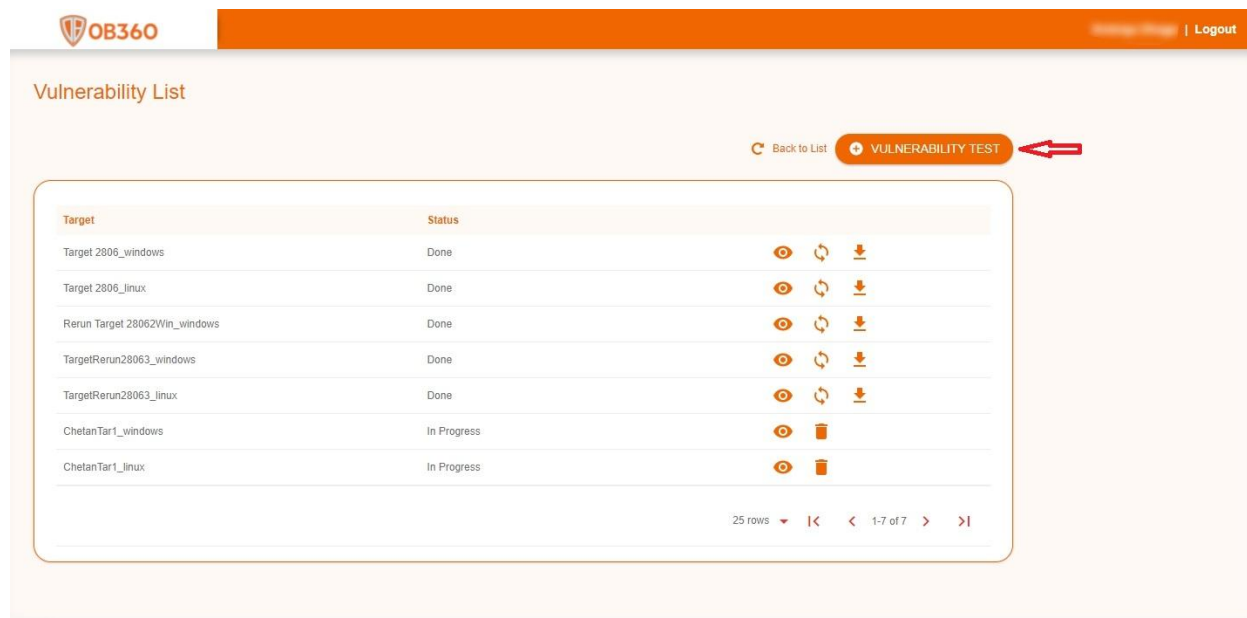 OB360
| Logout
Vulnerability List
Back to List VULNERABILITY TEST
Target Status
Target 2806_windows Done
Target 2806_linux Done
Rerun Target 28062Win_windows Done
TargetRerun28063_windows Done
TargetRerun28063_linux Done
ChetanTar1_windows In Progress
ChetanTar1_linux In Progress
25 rows 1-7 of 7